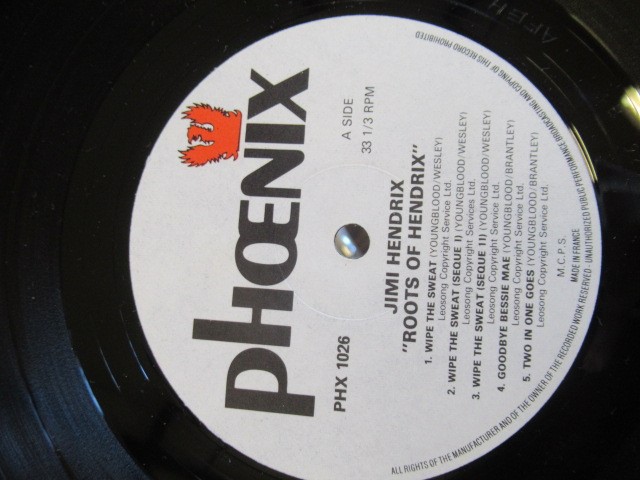 PHOENIX
A SIDE
33 1/3 RPM
PHX 1026
JIMI HENDRIX
"ROOTS OF HENDRIX"
1. WIPE THE SWEAT (YOUNGBLOOD/WESLEY)
Leosong Copyright Service Ltd.
2. WIPE THE SWEAT (SEQUE I) (YOUNGBLOOD/WESLEY)
Leosong Copyright Services Ltd.
3. WIPE THE SWEAT (SEQUE 11) (YOUNGBLOOD/WESLEY)
Leosong Copyright Service Ltd.
4. GOODBYE BESSIE MAE (YOUNGBLOOD/BRANTLEY)
Leosong Copyright Service Ltd.
5. TWO IN ONE GOES (YOUNGBLOOD/BRANTLEY)
Leosong Copyright Service Ltd.
M.C.P.S.
MADE IN FRANCE
ALL RIGHTS OF THE MANUFACTURER AND OF THE OWNER OF THE RECORDED WORK RESERVED - UNAUTHORIZED PUBLIC PERFORMANCE BROADCASTING AND COPYING OF THIS RECORD PROHIBITED